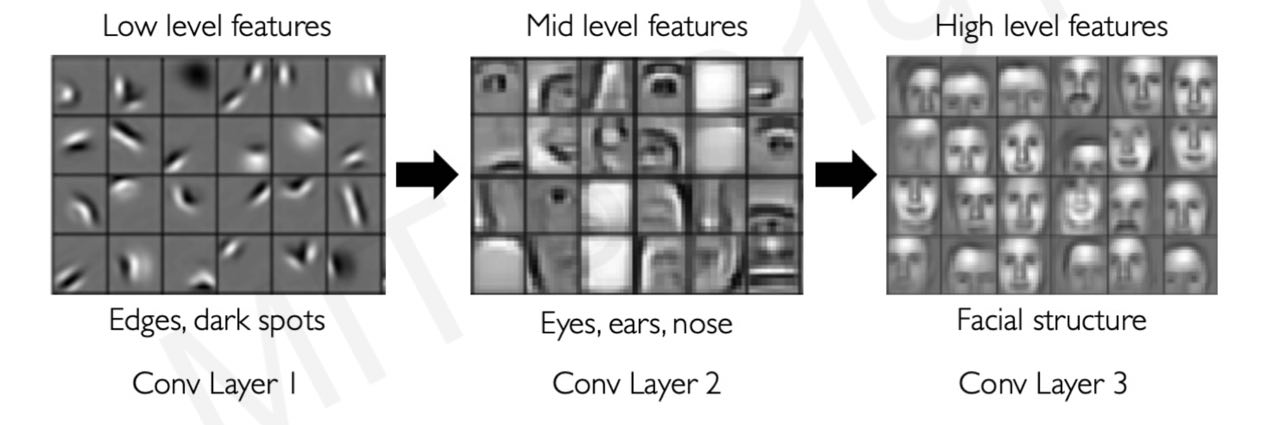 Low level features
Mid level features
High level features
Edges, dark spots
Eyes, ears, nose
Facial structure
Conv Layer 1
Conv Layer 2
Conv Layer 3
MIT